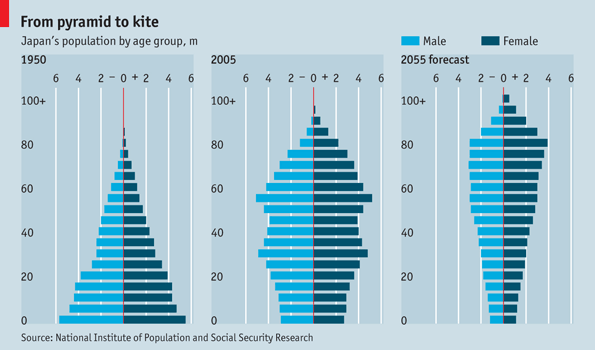 From pyramid to kite
Japan's population by age group, m
Male
Female
1950
2005
2055 forecast
6 4 2 – 0 + 2 4 6
6 4 2 – 0 + 2 4 6
6 4 2 – 0 + 2 4 6
100+
100+
100+
80
80
80
60
60
60
40
40
40
20
20
20
0
0
0
Source: National Institute of Population and Social Security Research